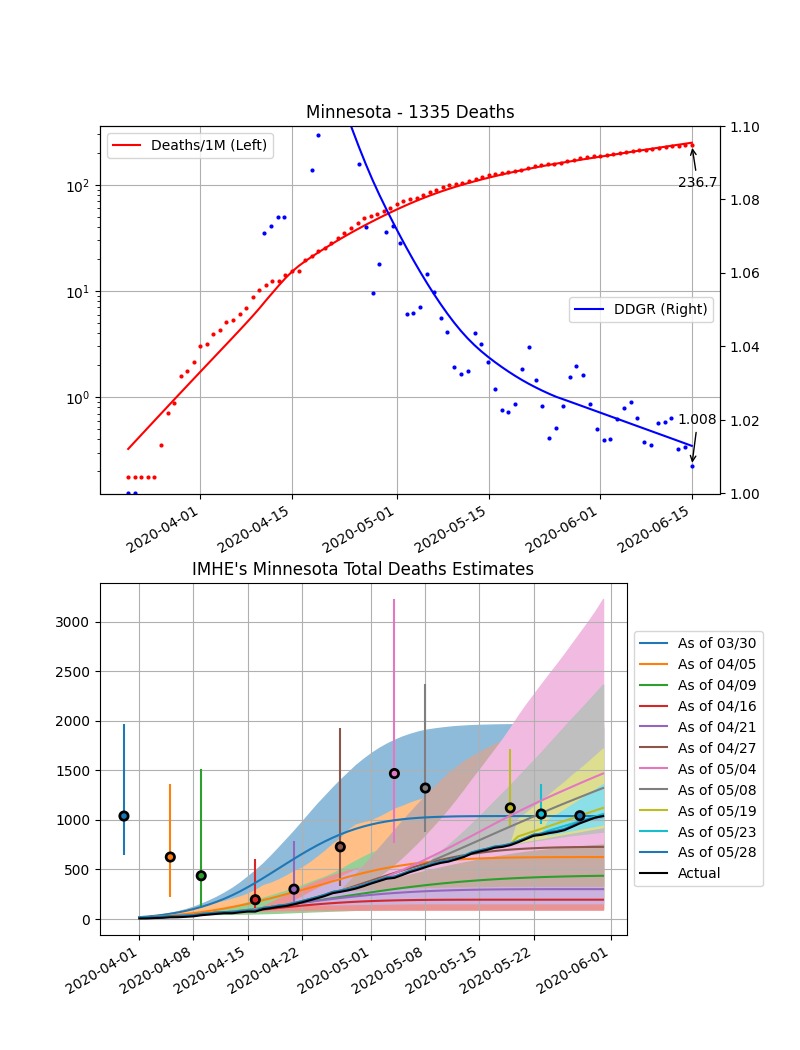 Minnesota - 1335 Deaths
Deaths/1M (Left)
DDGR (Right)
236.7
1.008
10²
10¹
10⁰
1.10
1.08
1.06
1.04
1.02
1.00
2020-04-01
2020-04-15
2020-05-01
2020-05-15
2020-06-01
2020-06-15
IMHE's Minnesota Total Deaths Estimates
3000
2500
2000
1500
1000
500
0
2020-04-01
2020-04-08
2020-04-15
2020-04-22
2020-05-01
2020-05-08
2020-05-15
2020-05-22
2020-06-01
As of 03/30
As of 04/05
As of 04/09
As of 04/16
As of 04/21
As of 04/27
As of 05/04
As of 05/08
As of 05/19
As of 05/23
As of 05/28
Actual